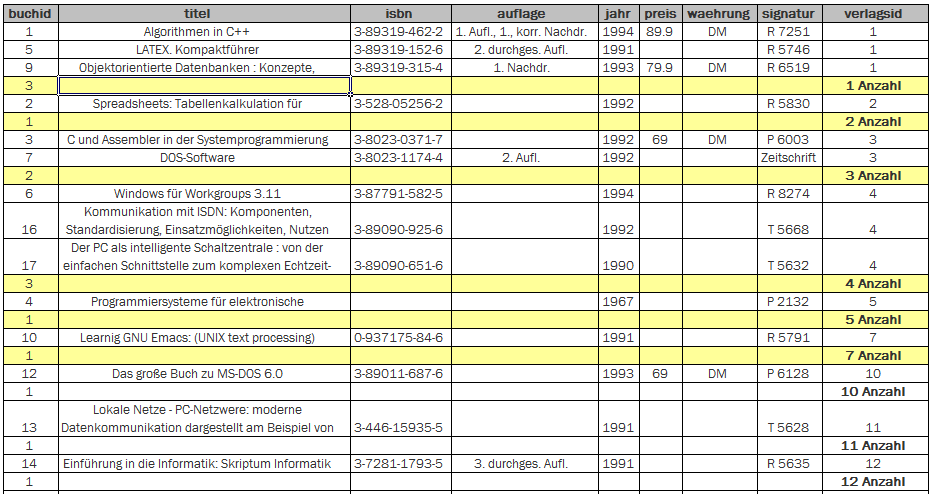 buchid titel isbn auflage jahr preis waehrung signatur verlagsid
1 Algorithmen in C++ 3-89319-462-2 1. Aufl., 1., korr. Nachdr. 1994 89.9 DM R 7251 1
5 LATEX. Kompaktführer 3-89319-152-6 2. durchges. Aufl. 1991 R 5746 1
9 Objektorientierte Datenbanken : Konzepte, 3-89319-315-4 1. Nachdr. 1993 79.9 DM R 6519 1
3 1 Anzahl
2 Spreadsheets: Tabellenkalkulation für 3-528-05256-2 1992 R 5830 2
1 2 Anzahl
3 C und Assembler in der Systemprogrammierung 3-8023-0371-7 1992 69 DM P 6003 3
7 DOS-Software 3-8023-1174-4 2. Aufl. 1992 Zeitschrift 3
2 3 Anzahl
6 Windows für Workgroups 3.11 3-87791-582-5 1994 R 8274 4
Kommunikation mit ISDN: Komponenten,
16 Standardisierung, Einsatzmöglichkeiten, Nutzen 3-89090-925-6 1992 T 5668 4
Der PC als intelligente Schaltzentrale : von der
17 einfachen Schnittstelle zum komplexen Echtzeit- 3-89090-651-6 1990 T 5632 4
3 4 Anzahl
4 Programmiersysteme für elektronische 1967 P 2132 5
1 5 Anzahl
10 Learnig GNU Emacs: (UNIX text processing) 0-937175-84-6 1991 R 5791 7
1 7 Anzahl
12 Das große Buch zu MS-DOS 6.0 3-89011-687-6 1993 69 DM P 6128 10
1 10 Anzahl
Lokale Netze - PC-Netzwere: moderne
13 Datenkommunikation dargestellt am Beispiel von 3-446-15935-5 1991 T 5628 11
1 11 Anzahl
14 Einführung in die Informatik: Skriptum Informatik 3-7281-1793-5 3. durchges. Aufl. 1991 R 5635 12
1 12 Anzahl